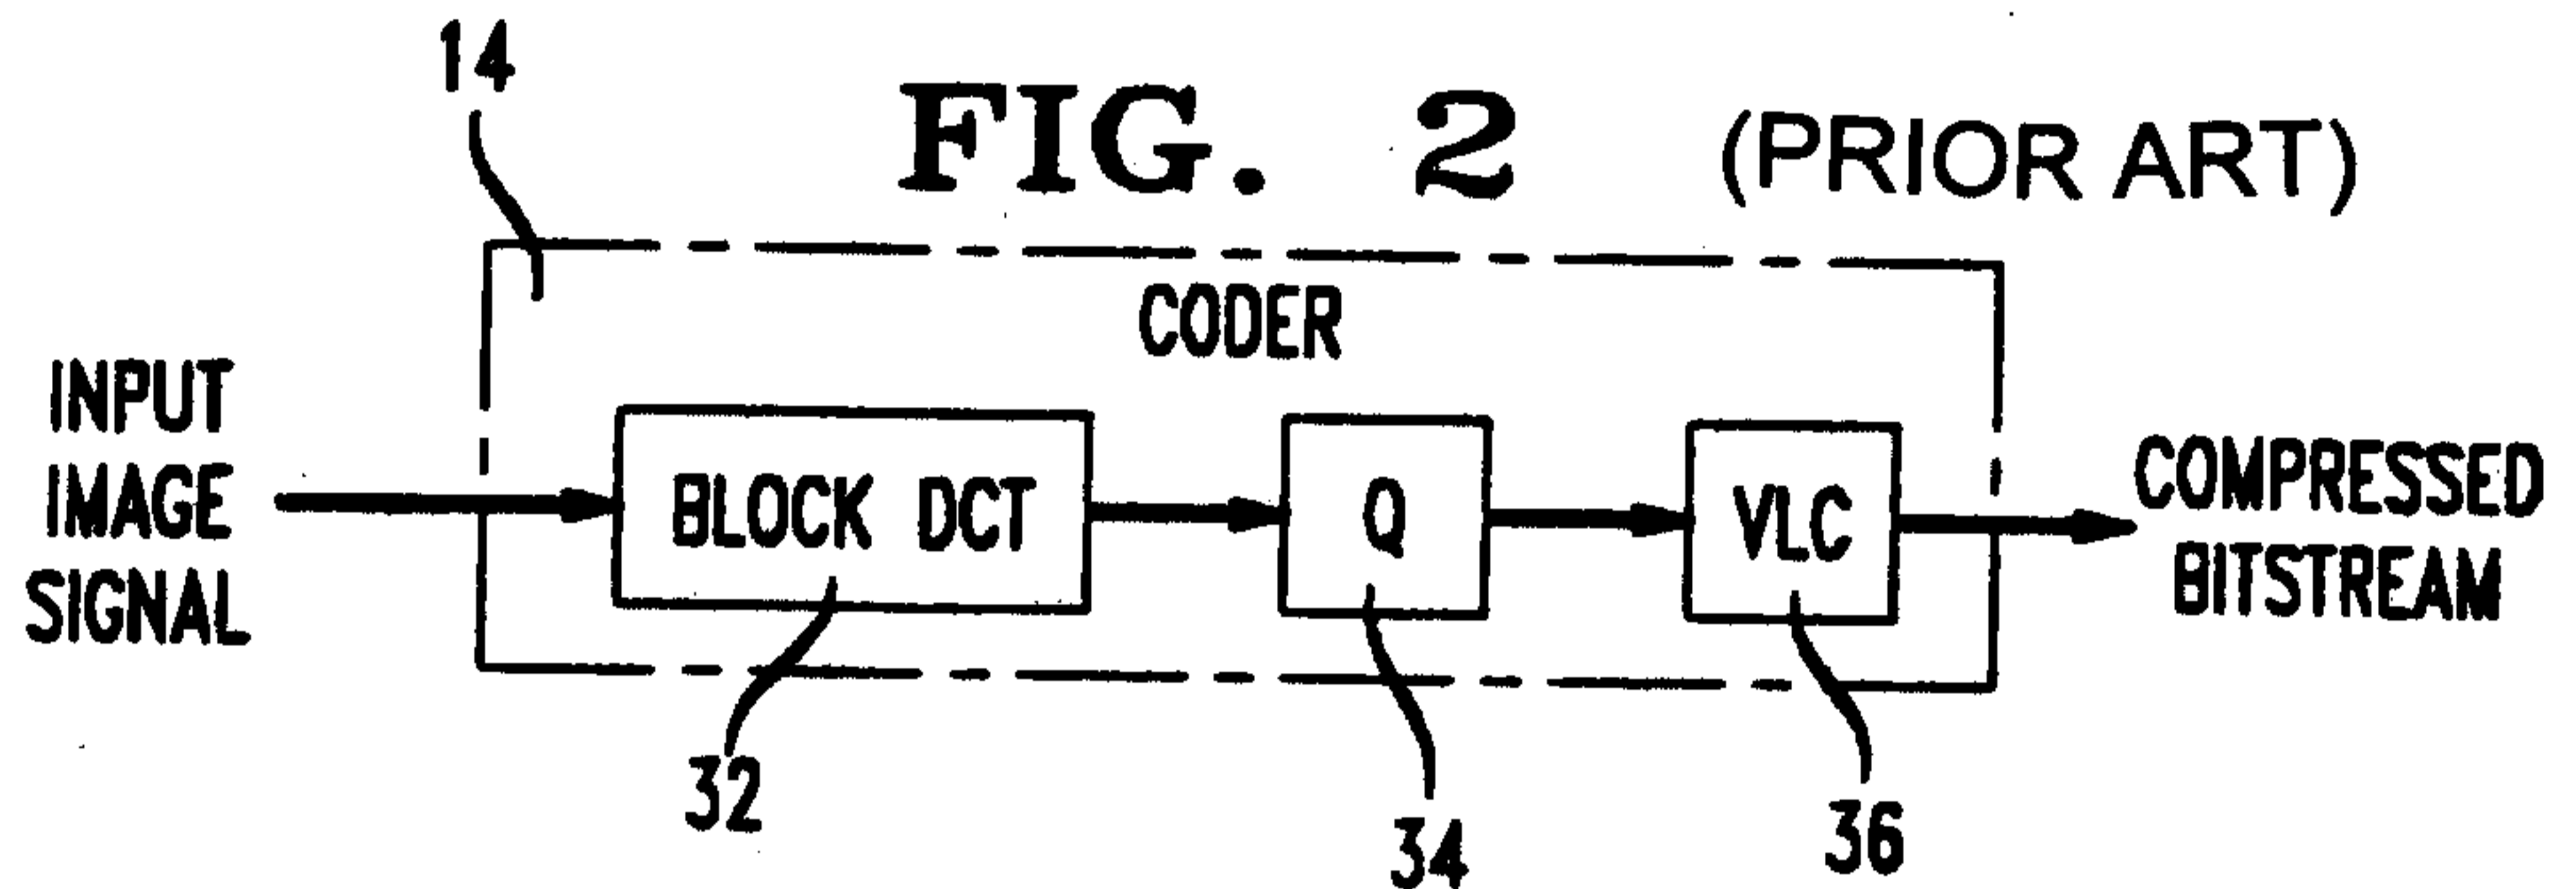 14
FIG. 2 (PRIOR ART)
CODER
INPUT
IMAGE
SIGNAL
BLOCK DCT
Q
VLC
COMPRESSED
BITSTREAM
32
34
36